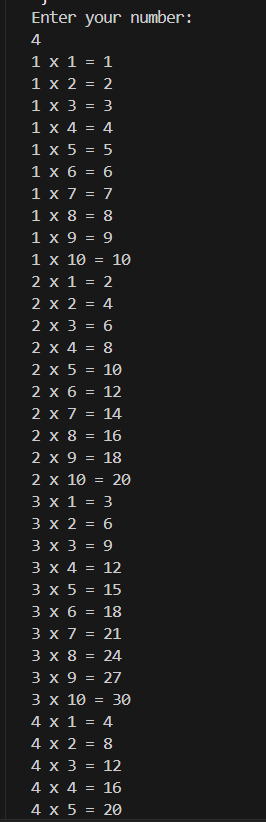 Enter your number:
4
1 x 1 = 1
1 x 2 = 2
1 x 3 = 3
1 x 4 = 4
1 x 5 = 5
1 x 6 = 6
1 x 7 = 7
1 x 8 = 8
1 x 9 = 9
1 x 10 = 10
2 x 1 = 2
2 x 2 = 4
2 x 3 = 6
2 x 4 = 8
2 x 5 = 10
2 x 6 = 12
2 x 7 = 14
2 x 8 = 16
2 x 9 = 18
2 x 10 = 20
3 x 1 = 3
3 x 2 = 6
3 x 3 = 9
3 x 4 = 12
3 x 5 = 15
3 x 6 = 18
3 x 7 = 21
3 x 8 = 24
3 x 9 = 27
3 x 10 = 30
4 x 1 = 4
4 x 2 = 8
4 x 3 = 12
4 x 4 = 16
4 x 5 = 20